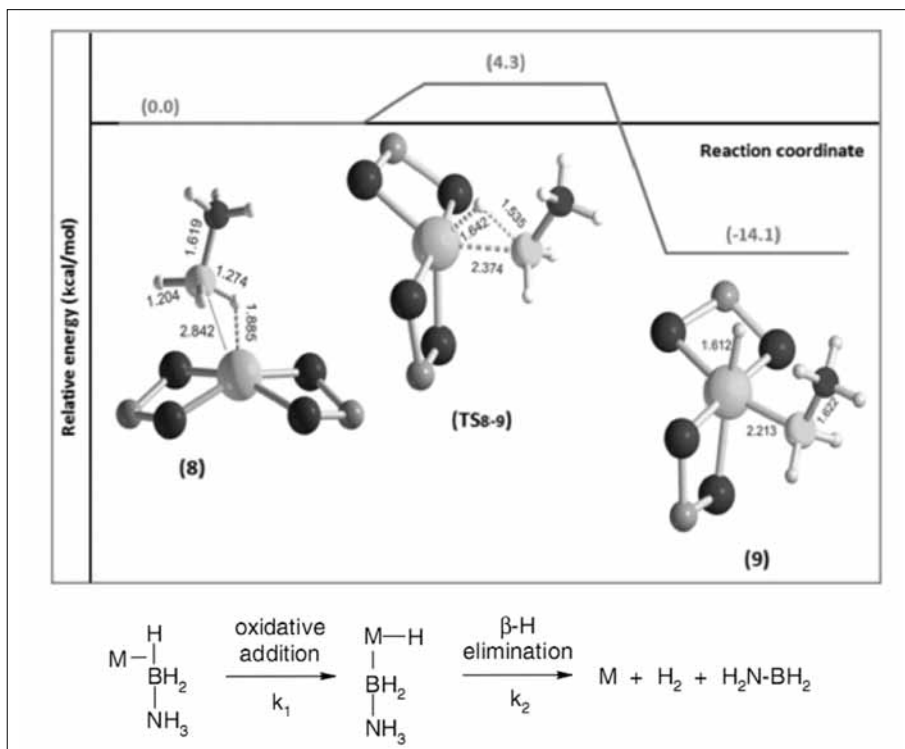 (4.3)
(0.0)
Reaction coordinate
Relative energy (kcal/mol)
(-14.1)
1.619
1.274
1.204
1.885
2.842
(8)
1.535
1.642
2.374
(TS8-9)
1.612
1.622
2.213
(9)
H
M
BH2
NH3
oxidative
addition
k1
M—H
BH2
NH3
β-H
elimination
k2
M + H2 + H2N-BH2